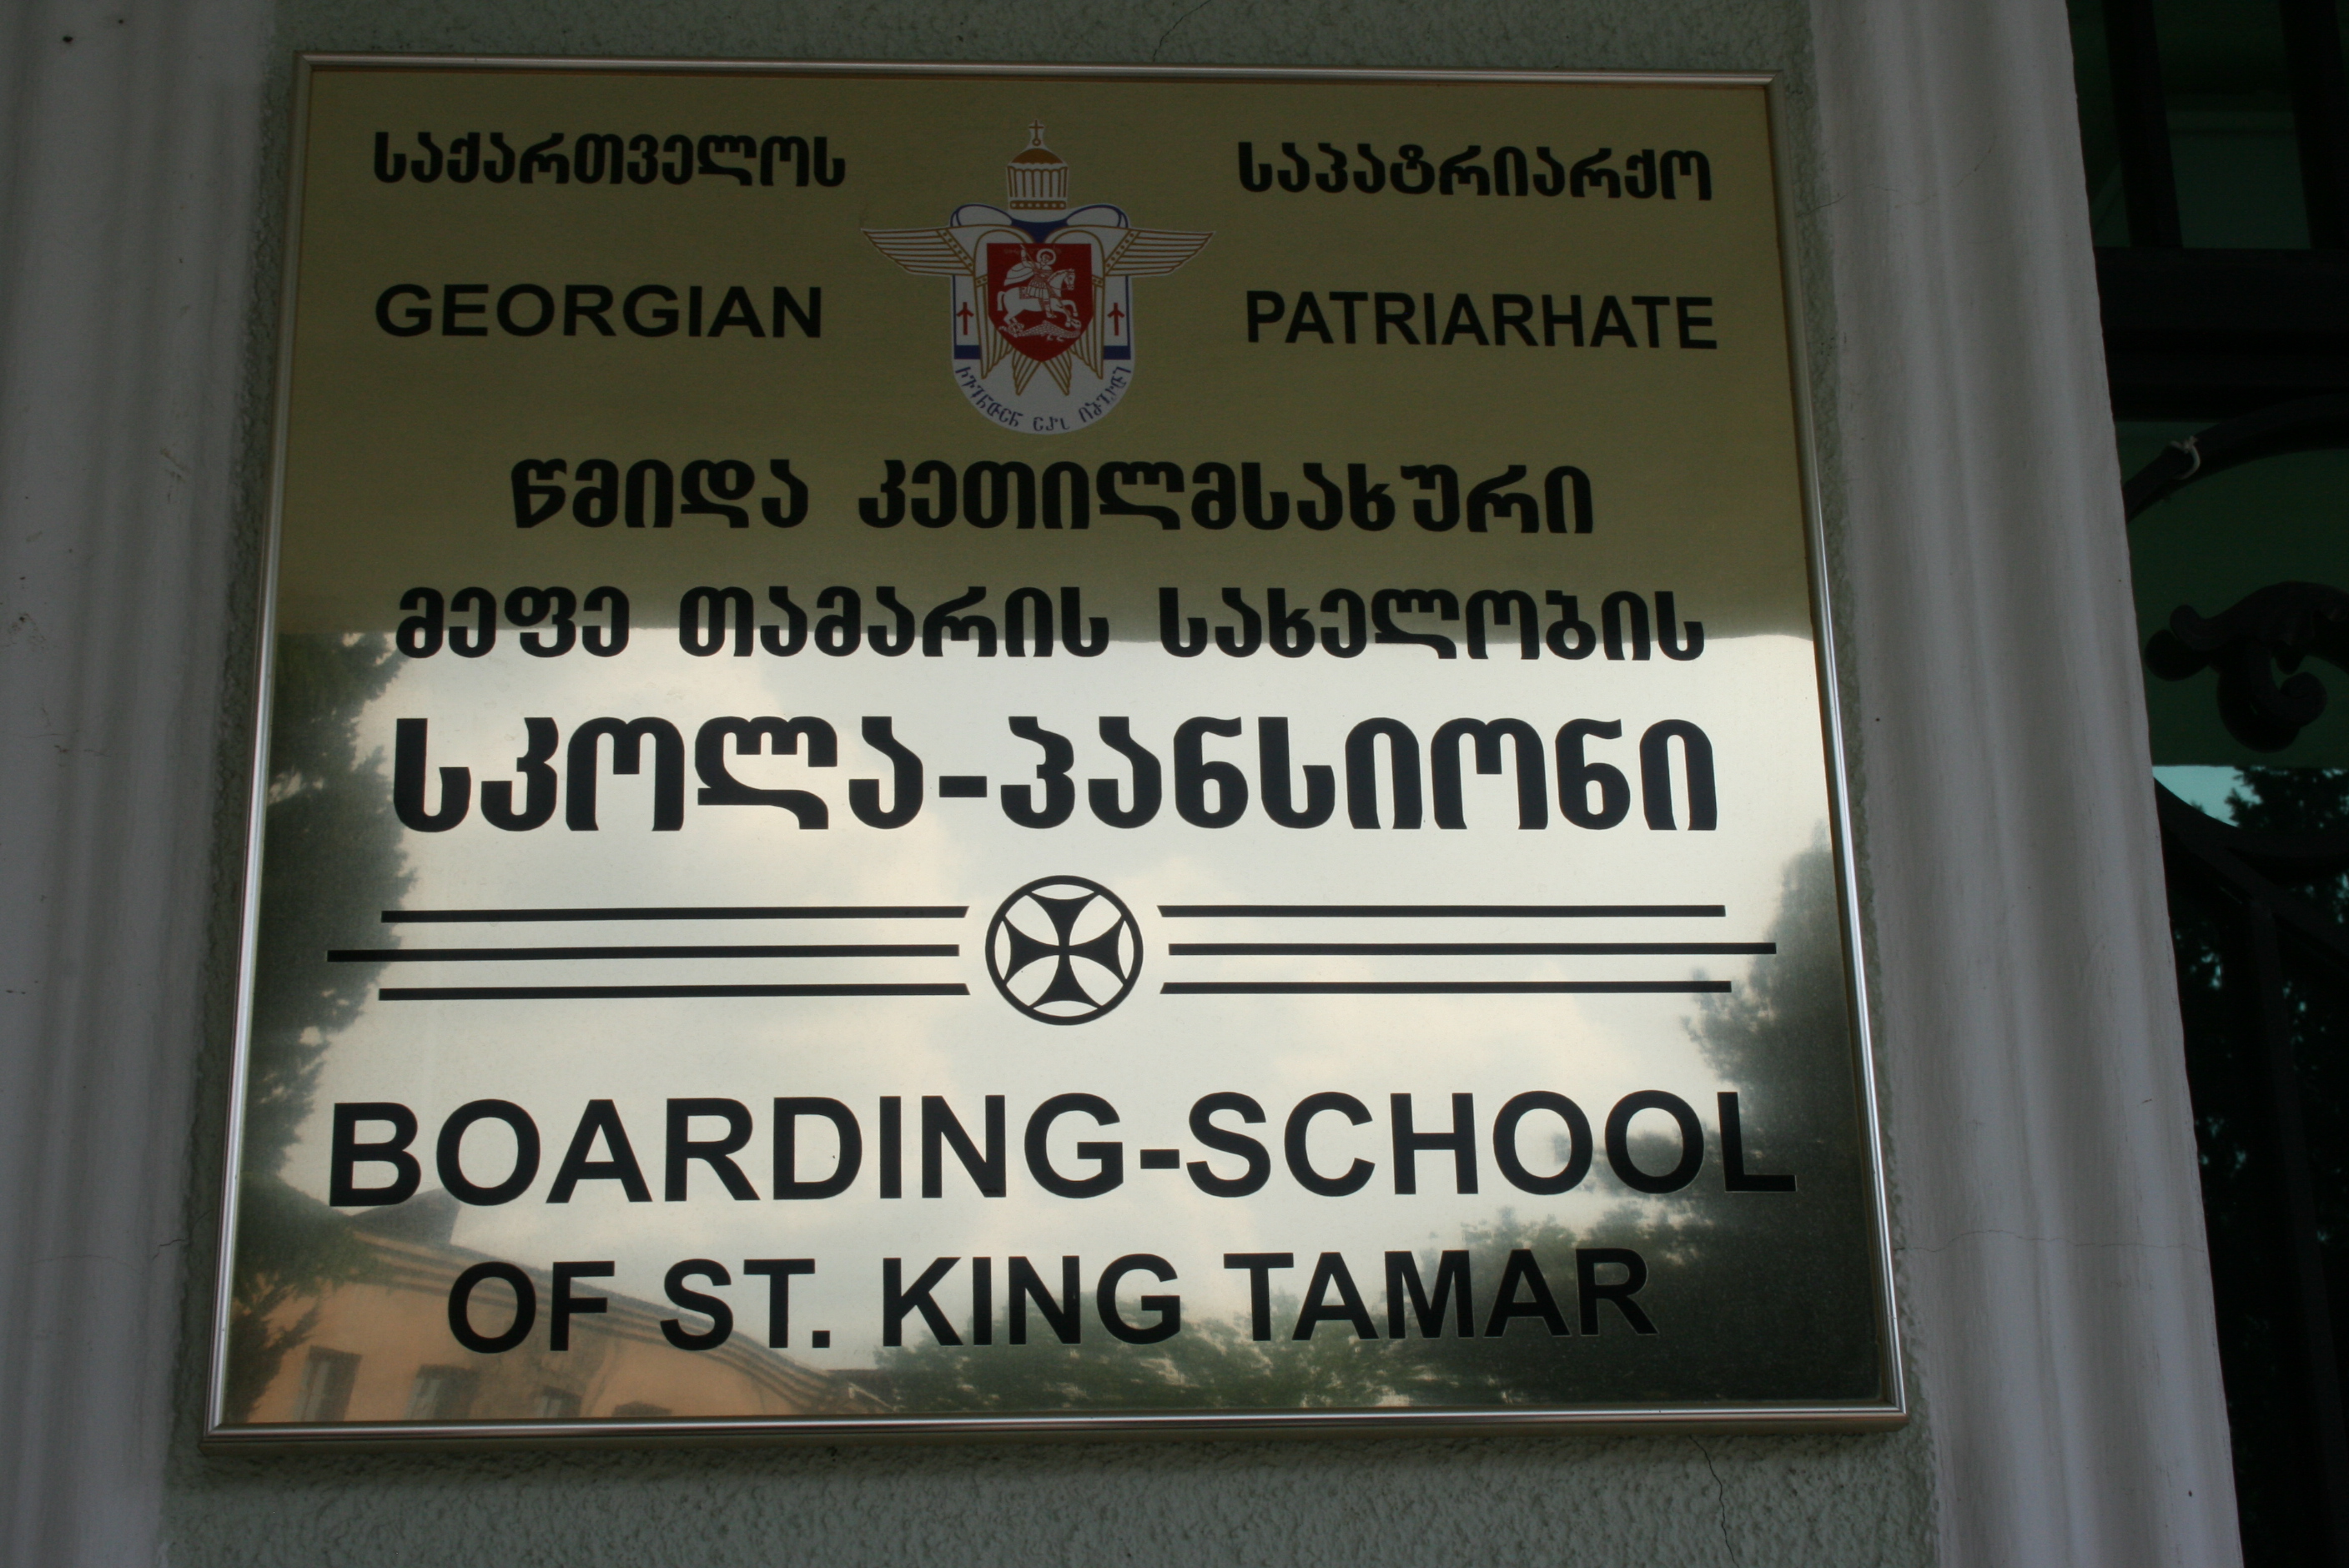 საქართველოს საპატრიარქო
GEORGIAN PATRIARHATE
წმიდა კეთილმსახური
მეფე თამარის სახელობის
სკოლა-პანსიონი
BOARDING-SCHOOL
OF ST. KING TAMAR